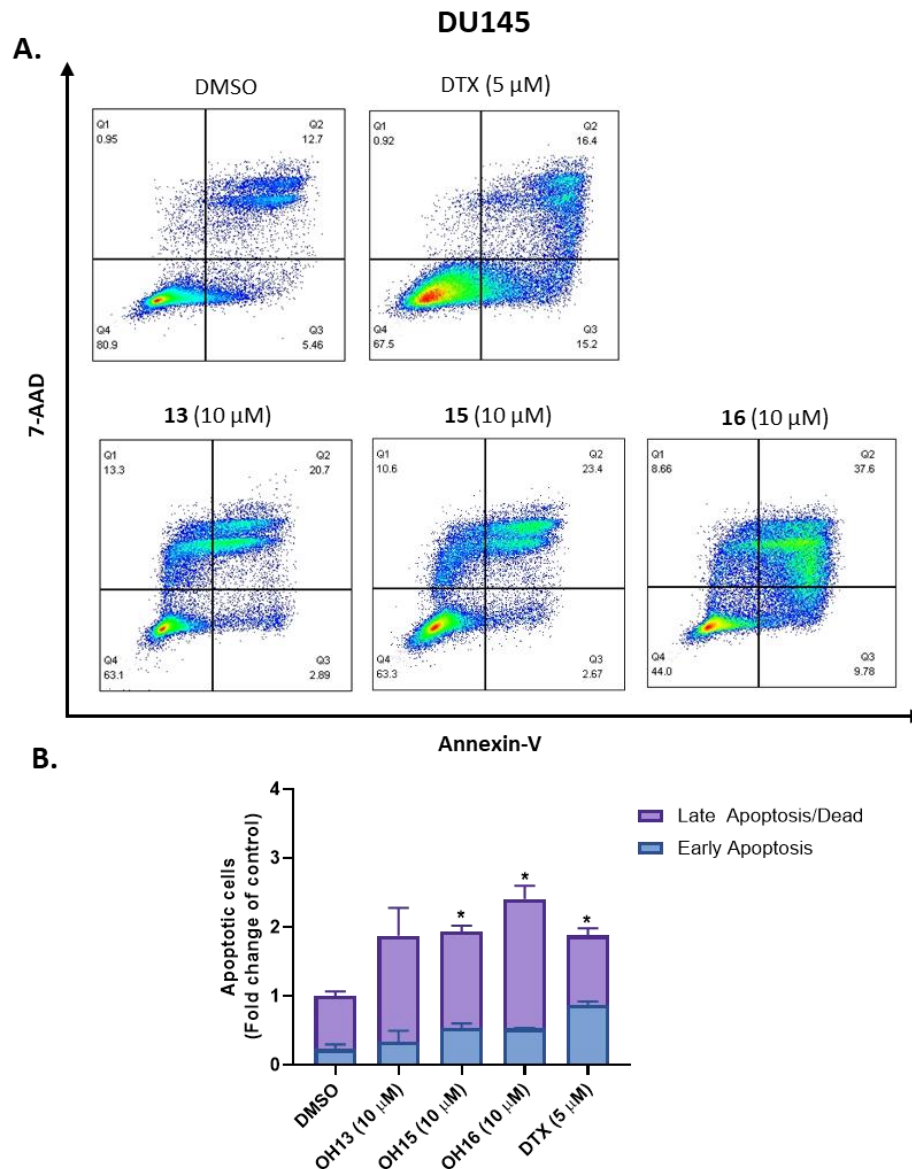 DU145
A.
DMSO
DTX (5 μM)
Q1
0.95
Q2
12.7
Q4
80.9
Q3
5.46
Q1
0.92
Q2
16.4
Q4
67.5
Q3
15.2
7-AAD
13 (10 μM)
15 (10 μM)
16 (10 μM)
Q1
13.3
Q2
20.7
Q4
63.1
Q3
2.89
Q1
10.6
Q2
23.4
Q4
63.3
Q3
2.67
Q1
8.66
Q2
37.6
Q4
44.0
Q3
9.78
Annexin-V
B.
Apoptotic cells
(Fold change of control)
4
3
2
1
0
* * *
Late Apoptosis/Dead
Early Apoptosis
DMSO
OH13 (10 μM)
OH15 (10 μM)
OH16 (10 μM)
DTX (5 μM)